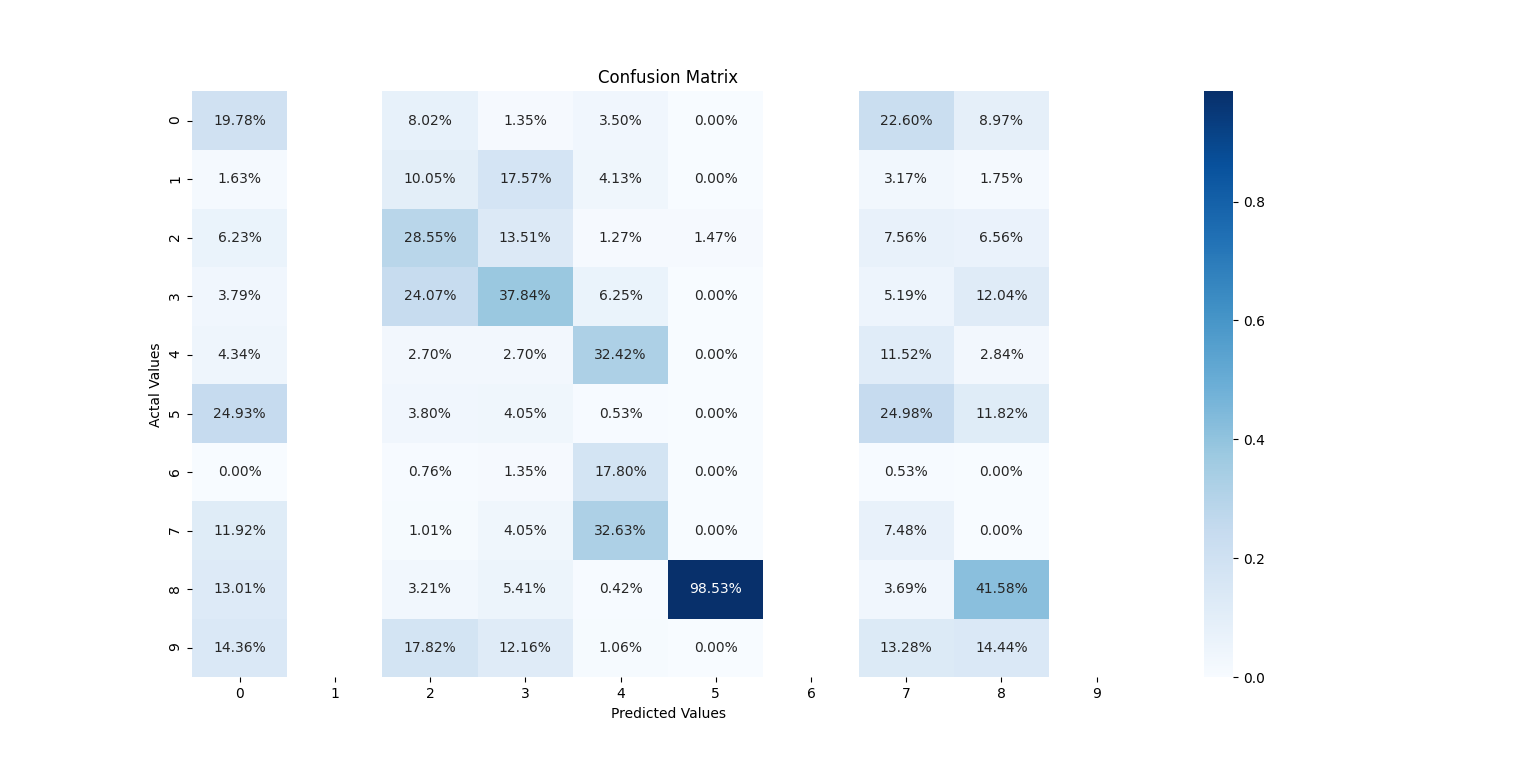 Confusion Matrix
0 19.78% 8.02% 1.35% 3.50% 0.00% 22.60% 8.97%
1 1.63% 10.05% 17.57% 4.13% 0.00% 3.17% 1.75%
2 6.23% 28.55% 13.51% 1.27% 1.47% 7.56% 6.56%
3 3.79% 24.07% 37.84% 6.25% 0.00% 5.19% 12.04%
4 4.34% 2.70% 2.70% 32.42% 0.00% 11.52% 2.84%
5 24.93% 3.80% 4.05% 0.53% 0.00% 24.98% 11.82%
6 0.00% 0.76% 1.35% 17.80% 0.00% 0.53% 0.00%
7 11.92% 1.01% 4.05% 32.63% 0.00% 7.48% 0.00%
8 13.01% 3.21% 5.41% 0.42% 98.53% 3.69% 41.58%
9 14.36% 17.82% 12.16% 1.06% 0.00% 13.28% 14.44%
0 1 2 3 4 5 6 7 8 9
Predicted Values
Actal Values
0.8
0.6
0.4
0.2
0.0